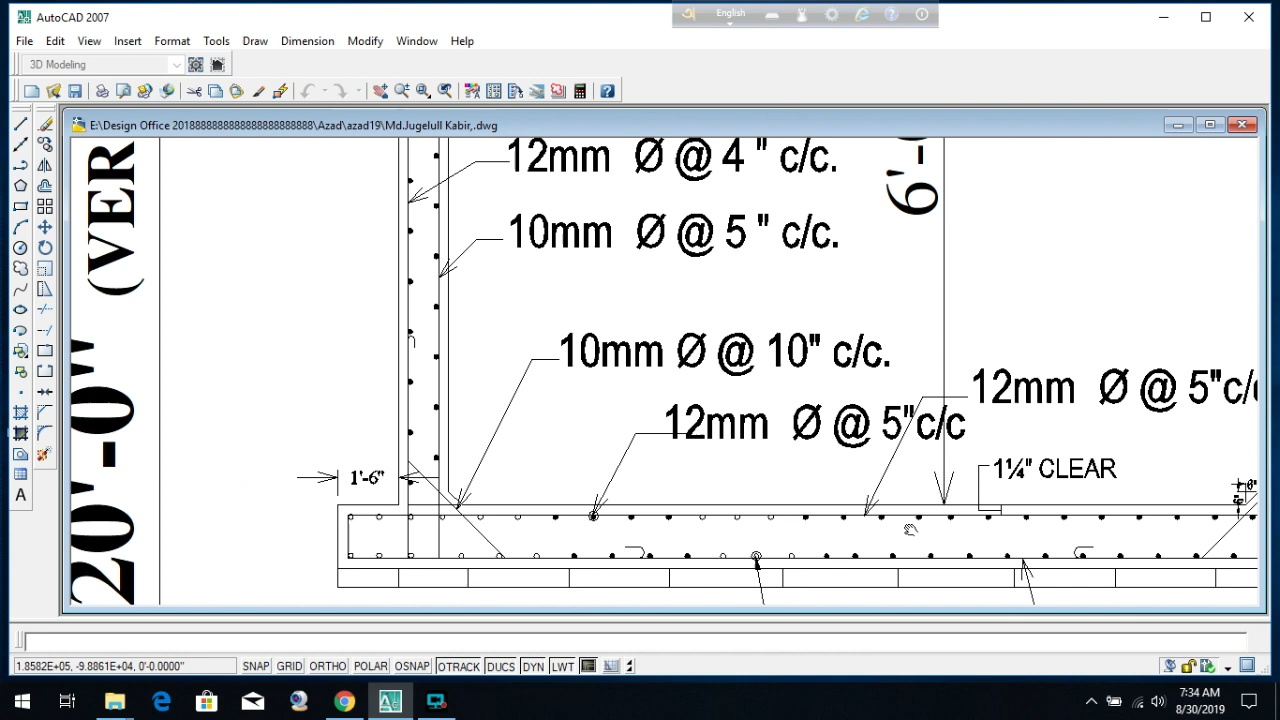 AutoCAD 2007
English
File Edit View Insert Format Tools Draw Dimension Modify Window Help
3D Modeling
E:\Design Office 2018888888888888888888888\Azad\azad19\Md.Jugelull Kabir,.dwg
12mm Ø @ 4 " c/c.
6'-0
10mm Ø @ 5 " c/c.
20'-0" (VER
10mm Ø @ 10" c/c.
12mm Ø @ 5"c/c
12mm Ø @ 5"c/c
1'-6"
1¼" CLEAR
6"
6"
A
1.8582E+05, -9.8861E+04, 0'-0.0000" SNAP GRID ORTHO POLAR OSNAP OTRACK DUCS DYN LWT
7:34 AM
8/30/2019